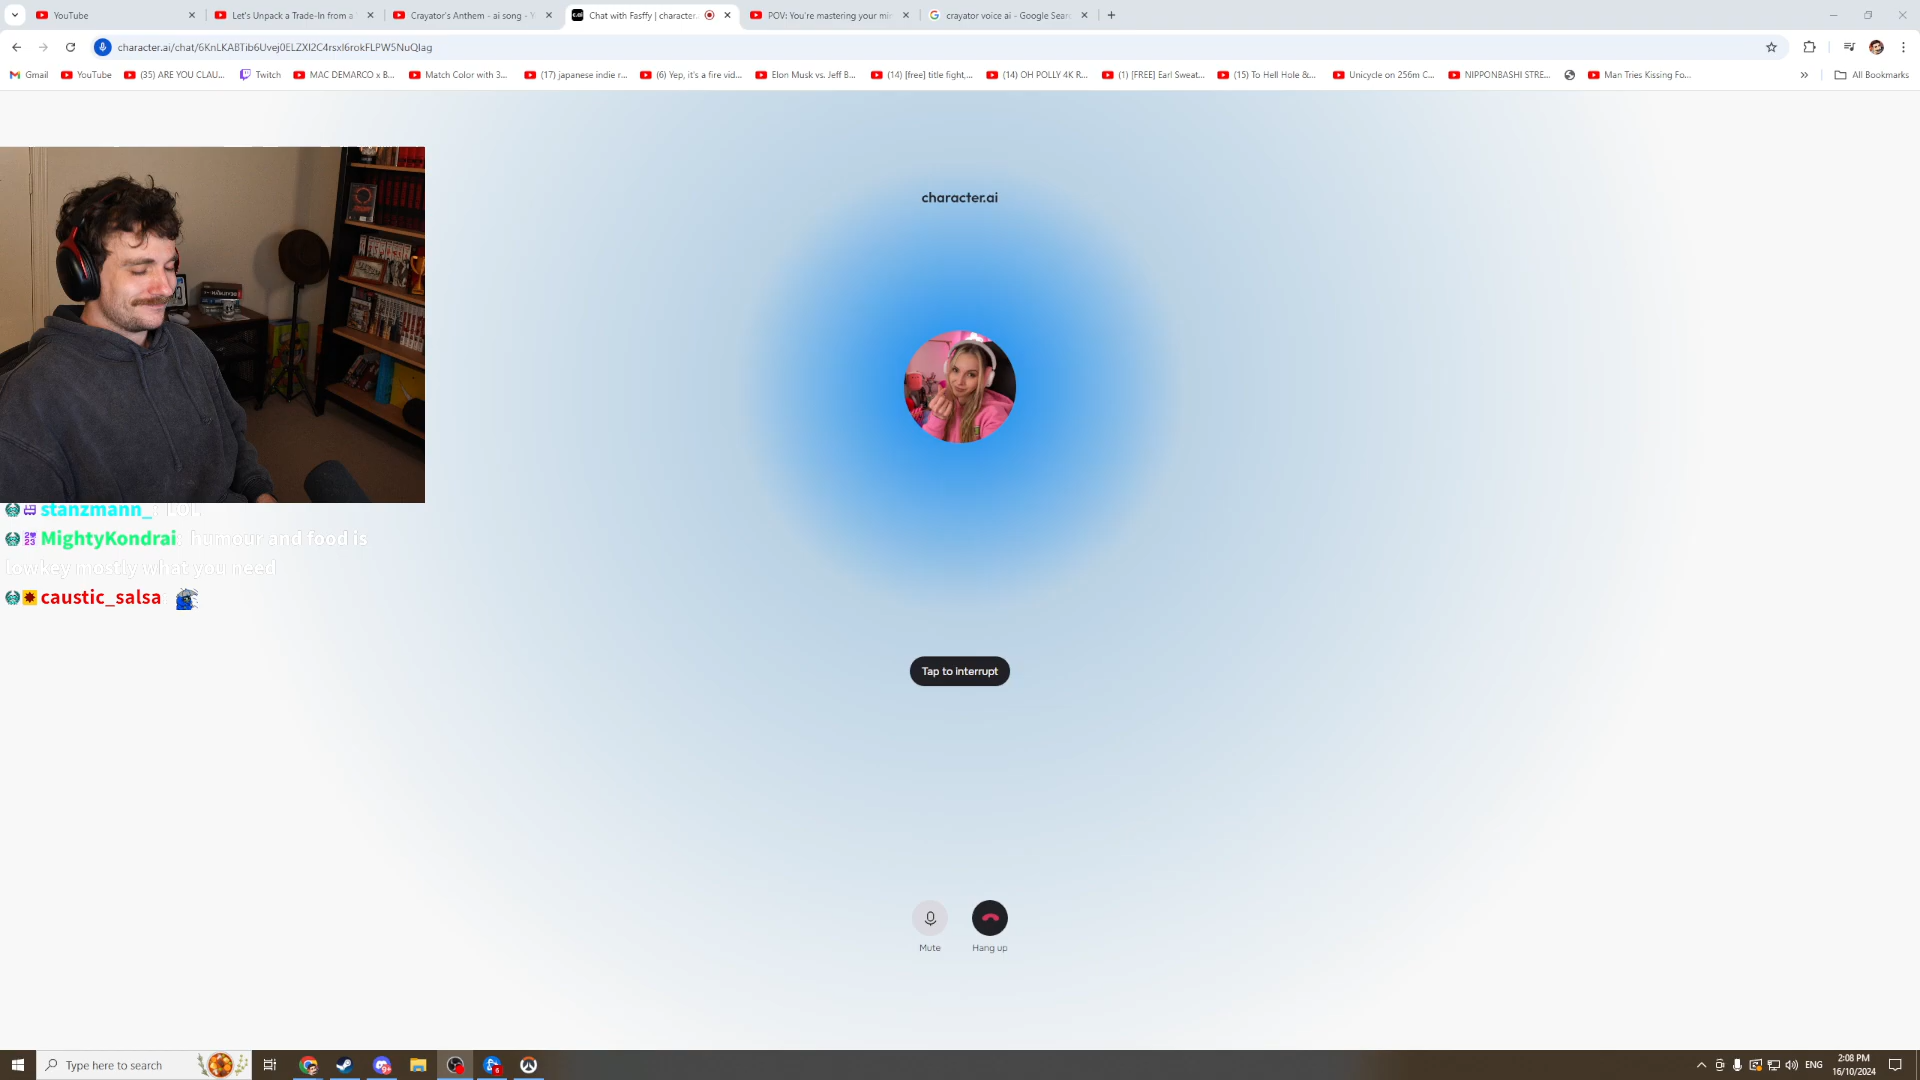 YouTube
Let's Unpack a Trade-In from a
Crayator's Anthem - ai song - Y
Chat with Fasffy | character.
POV: You're mastering your mi
crayator voice ai - Google Sear
character.ai/chat/6KnLKABTib6Uvej0ELZXl2C4rsxl6rokFLPWSNuQIag
Gmail
YouTube
(35) ARE YOU CLAU...
Twitch
MAC DEMARCO x B...
Match Color with 3...
(17) japanese indie r...
(6) Yep, it's a fire vid...
Elon Musk vs. Jeff B...
(14) [free] title fight,...
(14) OH POLLY 4K R...
(1) [FREE] Earl Sweat...
(15) To Hell Hole &...
Unicycle on 256m C...
NIPPONBASHI STRE...
Man Tries Kissing Fo...
All Bookmarks
character.ai
stanzmann_: LOL
MightyKondrai: humour and food is
lowkey mostly what you need
caustic_salsa
Tap to interrupt
Mute
Hang up
Type here to search
ENG
2:08 PM
16/10/2024